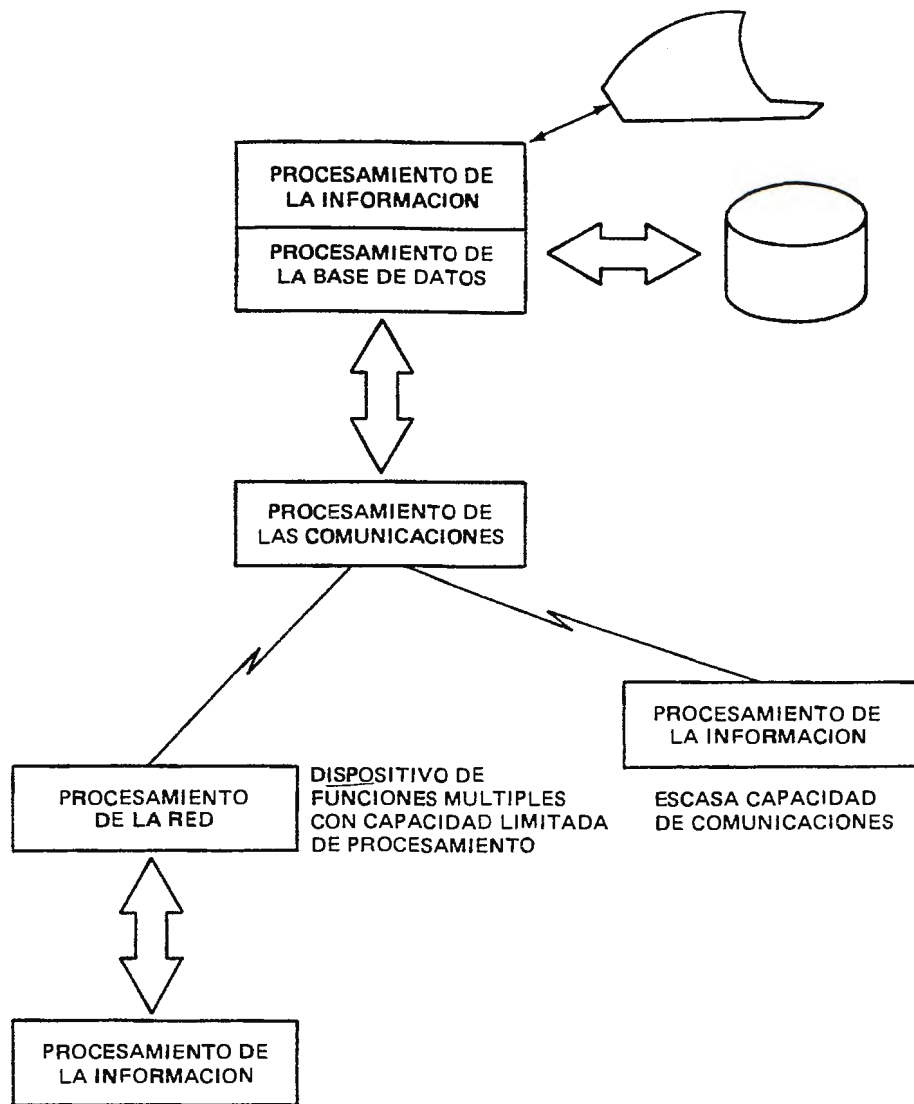 PROCESAMIENTO DE
LA INFORMACION
PROCESAMIENTO DE
LA BASE DE DATOS
PROCESAMIENTO DE
LAS COMUNICACIONES
PROCESAMIENTO DE
LA INFORMACION
ESCASA CAPACIDAD
DE COMUNICACIONES
PROCESAMIENTO
DE LA RED
DISPOSITIVO DE
FUNCIONES MULTIPLES
CON CAPACIDAD LIMITADA
DE PROCESAMIENTO
PROCESAMIENTO DE
LA INFORMACION